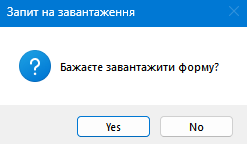 Запит на завантаження
Бажаєте завантажити форму?
Yes
No